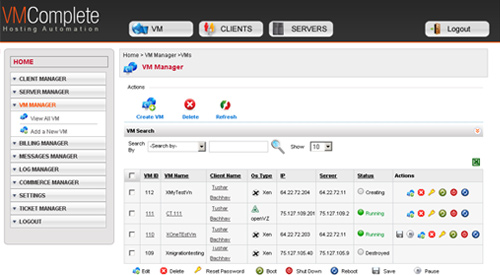 VMComplete
Hosting Automation
VM
CLIENTS
SERVERS
Logout
HOME
CLIENT MANAGER
SERVER MANAGER
VM MANAGER
View All VM
Add a New VM
BILLING MANAGER
MESSAGES MANAGER
LOG MANAGER
COMMERCE MANAGER
SETTINGS
TICKET MANAGER
LOGOUT
Home > VM Manager >VMs
VM Manager
Actions
Create VM Delete Refresh
VM Search
Search By -Search by- Show 10
VM ID VM Name Client Name Os Type IP Server Status Actions
112 XMyTestVm Tushar Bachhav Xen 64.22.72.204 64.22.72.11 Creating
111 CT 111 Tushar Bachhav openVZ 75.127.109.201 75.127.109.2 Running
110 XOneTEstVm Tushar Bachhav Xen 64.22.72.203 64.22.72.11 Running
109 Xmigrationtesting Tushar Bachhav Xen 75.127.105.40 75.127.105.9 Destroyed
Edit Delete Reset Password Boot Shut Down Reboot Save Pause